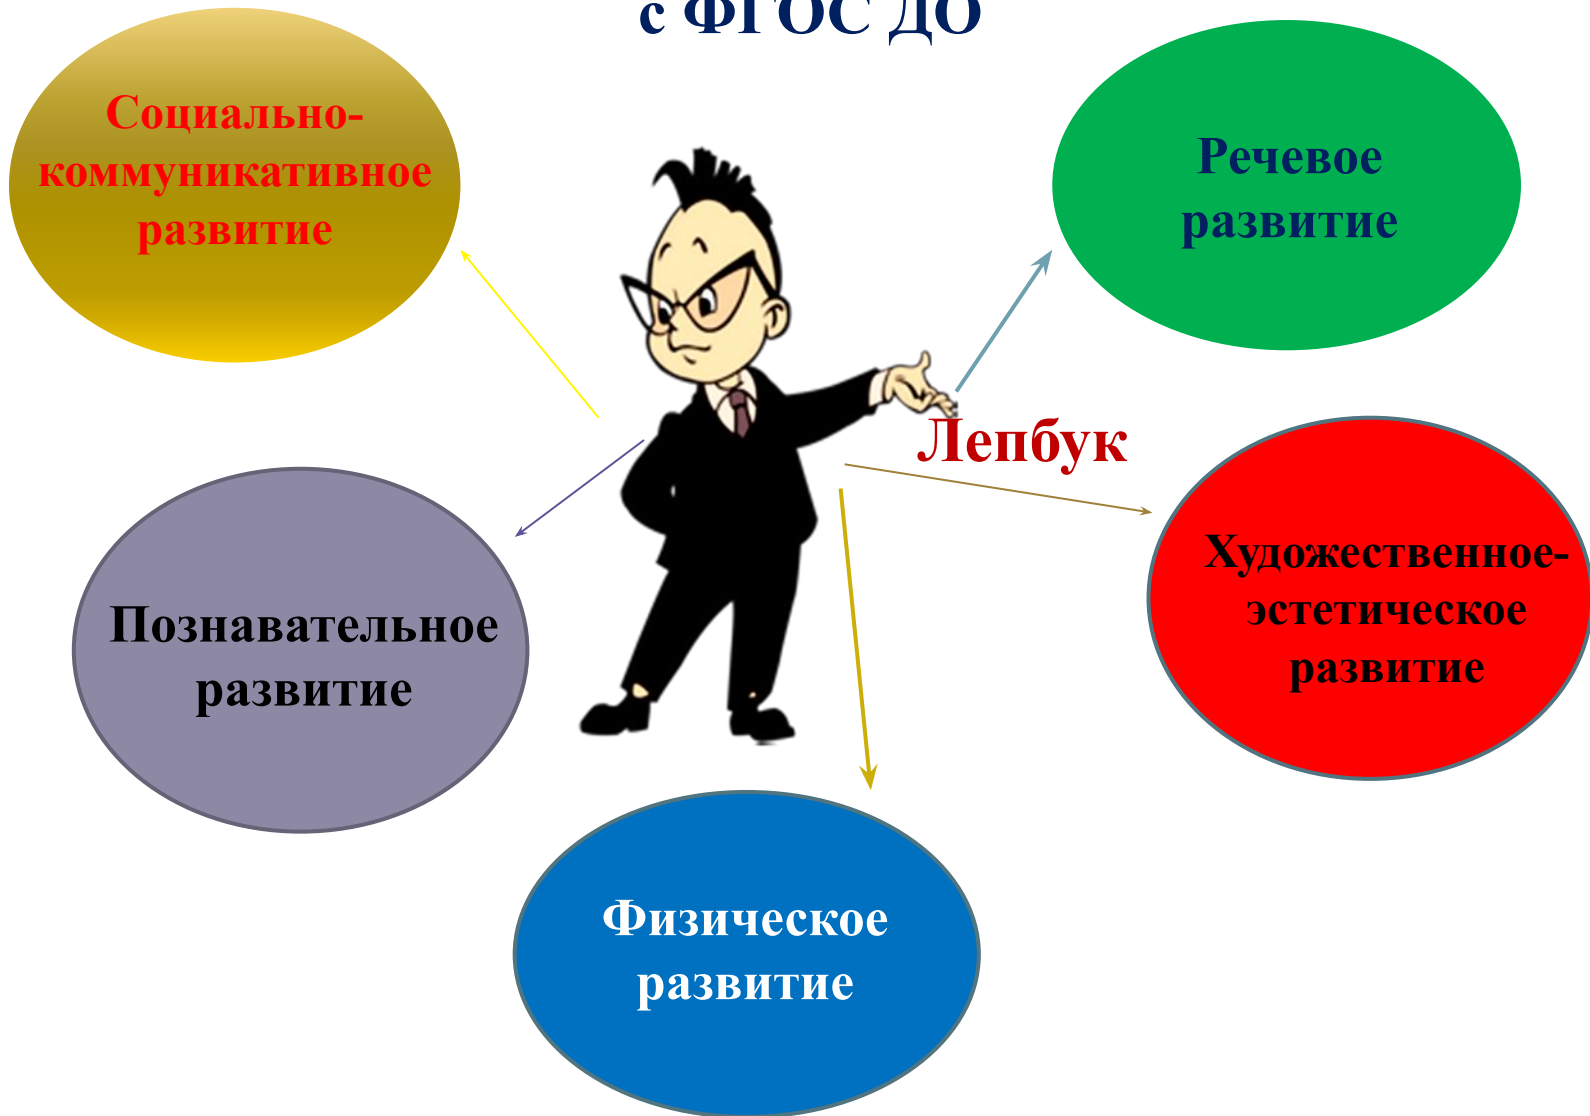 с ФГОС ДО
Социально-
коммуникативное
развитие
Речевое
развитие
Лепбук
Художественное-
эстетическое
развитие
Познавательное
развитие
Физическое
развитие